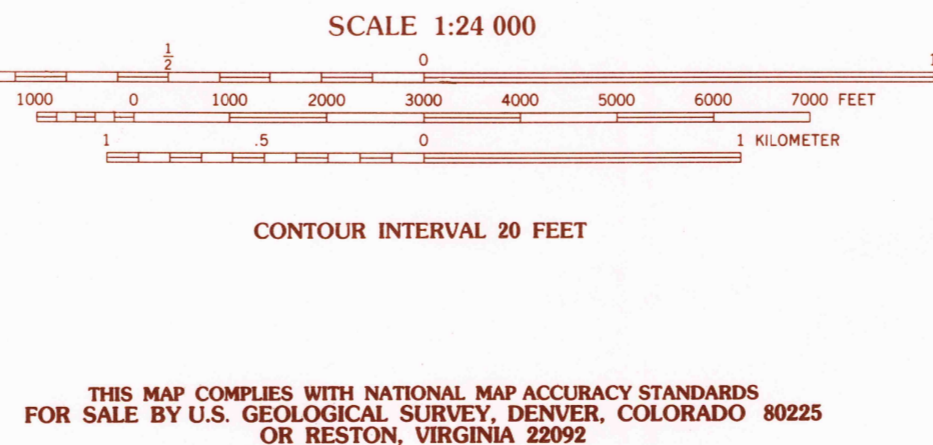 SCALE 1:24 000
1/2 0 1
1000 0 1000 2000 3000 4000 5000 6000 7000 FEET
1 .5 0 1 KILOMETER
CONTOUR INTERVAL 20 FEET
THIS MAP COMPLIES WITH NATIONAL MAP ACCURACY STANDARDS
FOR SALE BY U.S. GEOLOGICAL SURVEY, DENVER, COLORADO 80225
OR RESTON, VIRGINIA 22092